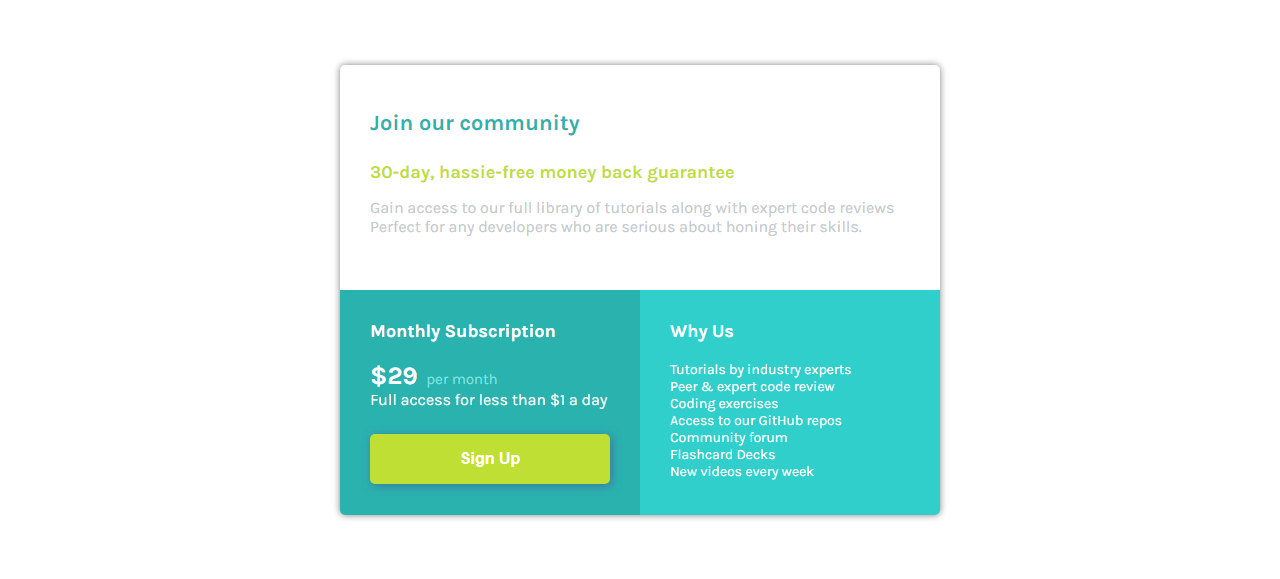 Join our community
30-day, hassie-free money back guarantee
Gain access to our full library of tutorials along with expert code reviews
Perfect for any developers who are serious about honing their skills.
Monthly Subscription
$29 per month
Full access for less than $1 a day
Sign Up
Why Us
Tutorials by industry experts
Peer & expert code review
Coding exercises
Access to our GitHub repos
Community forum
Flashcard Decks
New videos every week